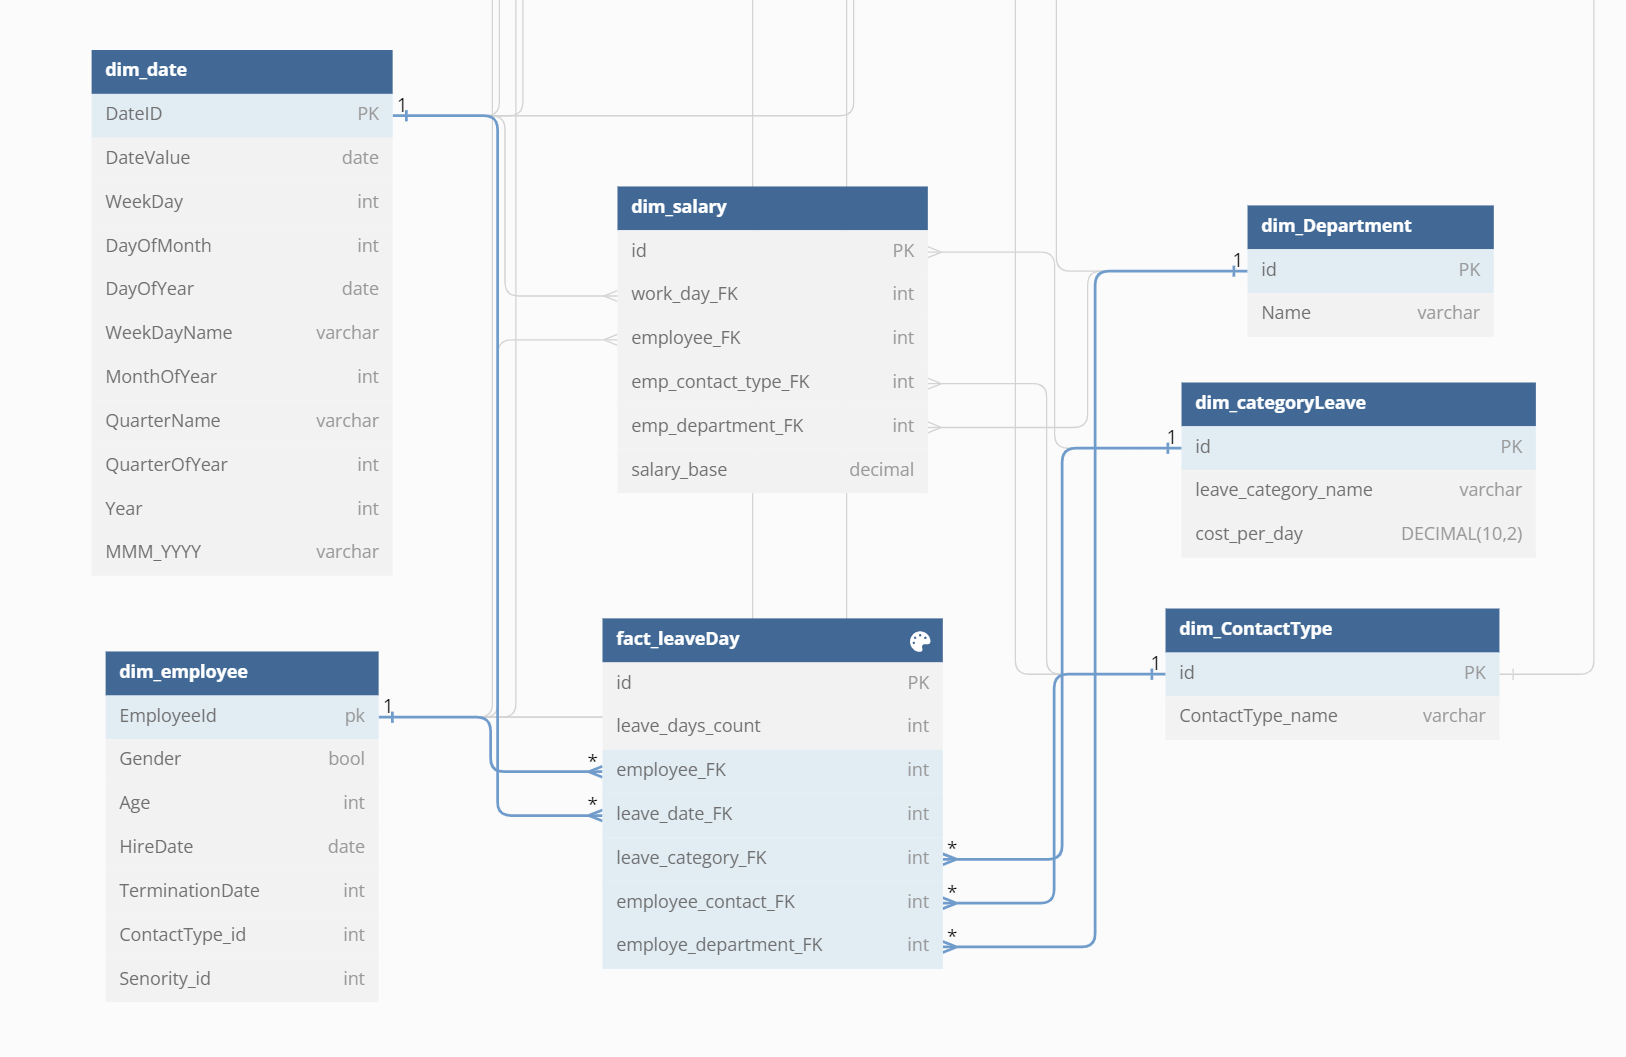 dim_date
DateID PK 1
DateValue date
WeekDay int
DayOfMonth int
DayOfYear date
WeekDayName varchar
MonthOfYear int
QuarterName varchar
QuarterOfYear int
Year int
MMM_YYYY varchar
dim_salary
id PK
work_day_FK int
employee_FK int
emp_contact_type_FK int
emp_department_FK int
salary_base decimal
dim_Department
1 id PK
Name varchar
dim_categoryLeave
1 id PK
leave_category_name varchar
cost_per_day DECIMAL(10,2)
dim_ContactType
1 id PK
ContactType_name varchar
dim_employee
EmployeeId pk 1
Gender bool
Age int
HireDate date
TerminationDate int
ContactType_id int
Senority_id int
fact_leaveDay
id PK
leave_days_count int
* employee_FK int
* leave_date_FK int
leave_category_FK int *
employee_contact_FK int *
employe_department_FK int *